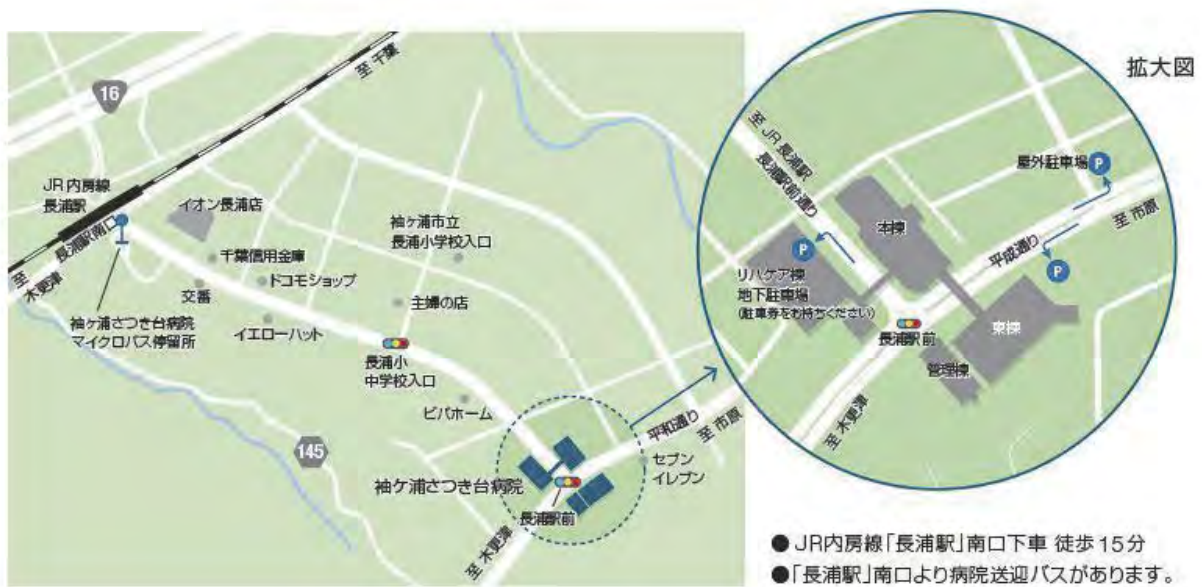 拡大図
16
至 千葉
JR 内房線
長浦駅
長浦駅南口
至 木更津
イオン長浦店
千葉信用金庫
ドコモショップ
交番
イエローハット
袖ヶ浦さつき台病院
マイクロバス停留所
袖ヶ浦市立
長浦小学校入口
主婦の店
長浦小
中学校入口
ビバホーム
145
袖ケ浦さつき台病院
長浦駅前
至 木更津
平和通り
至 市原
セブン
イレブン
至 JR 長浦駅
長浦駅前通り
本棟
屋外駐車場
P
至 市原
平成通り
P
P
リハケア棟
地下駐車場
(駐車券をお持ちください)
長浦駅前
東棟
管理棟
至 木更津
●JR内房線「長浦駅」南口下車 徒歩15分
●「長浦駅」南口より病院送迎バスがあります。